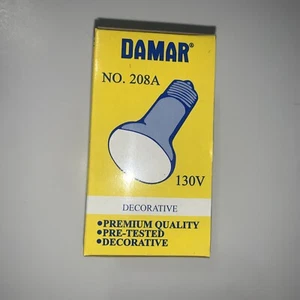 DAMAR®
NO. 208A
130V
DECORATIVE
•PREMIUM QUALITY
•PRE-TESTED
•DECORATIVE